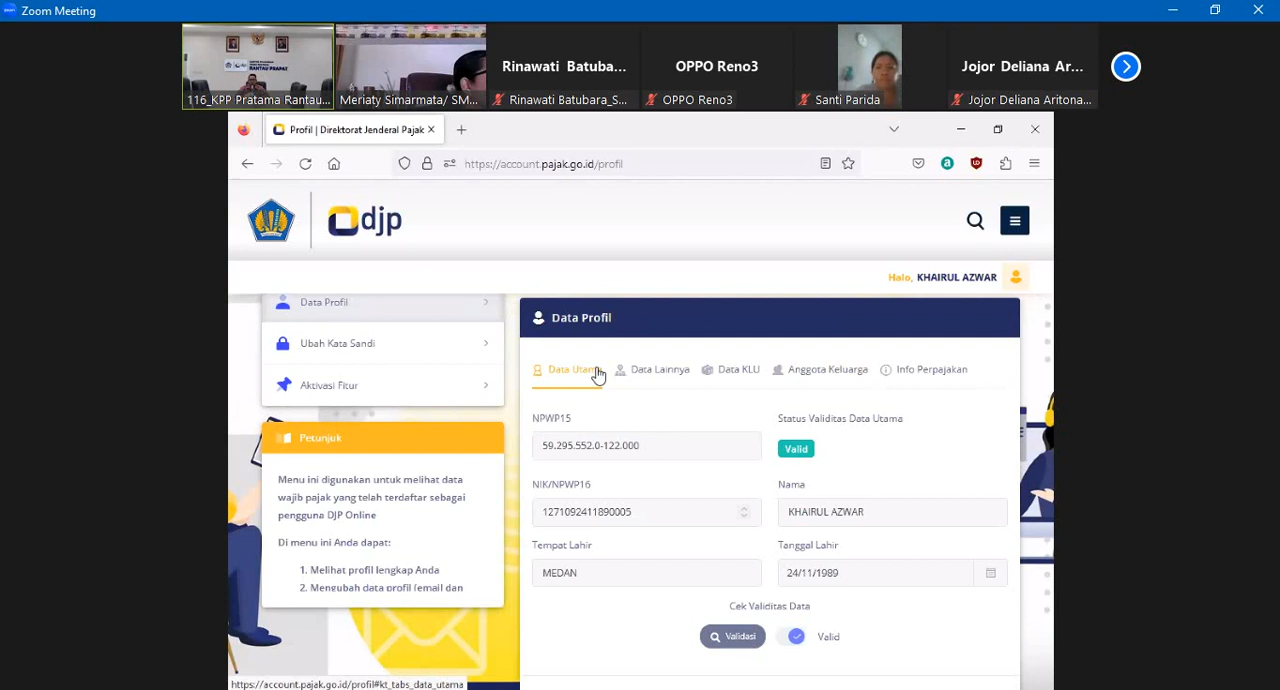 Zoom Meeting
RANTAU PRAPAT
Rinawati Batuba...
OPPO Reno3
Jojor Deliana Ar...
116_KPP Pratama Rantau...
Meriaty Simarmata/ SM...
Rinawati Batubara_S...
OPPO Reno3
Santi Parida
Jojor Deliana Aritona...
Profil | Direktorat Jenderal Pajak
https://account.pajak.go.id/profil
djp
Halo, KHAIRUL AZWAR
Data Profil
Ubah Kata Sandi
Aktivasi Fitur
Petunjuk
Menu ini digunakan untuk melihat data
wajib pajak yang telah terdaftar sebagai
pengguna DJP Online
Di menu ini Anda dapat:
1. Melihat profil lengkap Anda
2. Mengubah data profil (email dan
Data Profil
Data Utama
Data Lainnya
Data KLU
Anggota Keluarga
Info Perpajakan
NPWP15
Status Validitas Data Utama
59.295.552.0-122.000
Valid
NIK/NPWP16
Nama
1271092411890005
KHAIRUL AZWAR
Tempat Lahir
Tanggal Lahir
MEDAN
24/11/1989
Cek Validitas Data
Validasi
Valid
https://account.pajak.go.id/profil#kt_tabs_data_utama